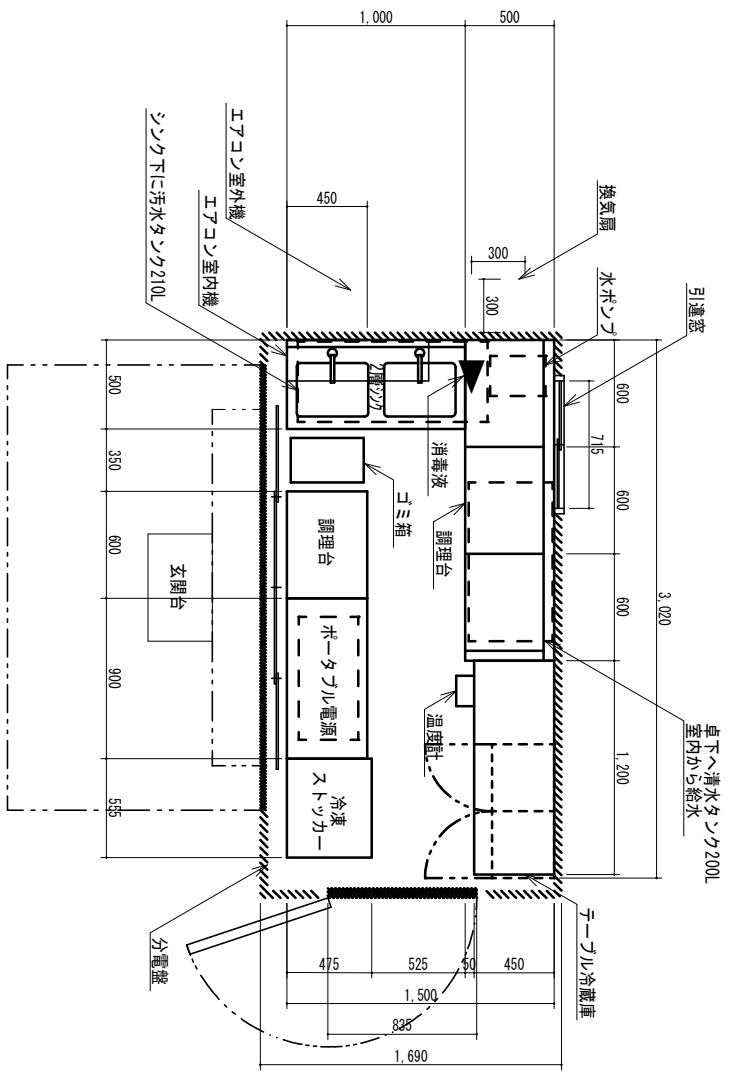 1,000
500
エアコン室外機
エアコン室内機
シンク下に汚水タンク210L
450
換気扇
300
300
水ポンプ
引違窓
500
350
600
900
555
600
715
600
600
3,020
1,200
2層シンク
消毒液
調理台
ゴミ箱
調理台
ポータブル電源
冷凍
ストッカー
温度計
玄関台
卓下へ清水タンク200L
室内から給水
テーブル冷蔵庫
分電盤
475
525
50
450
1,500
835
1,690